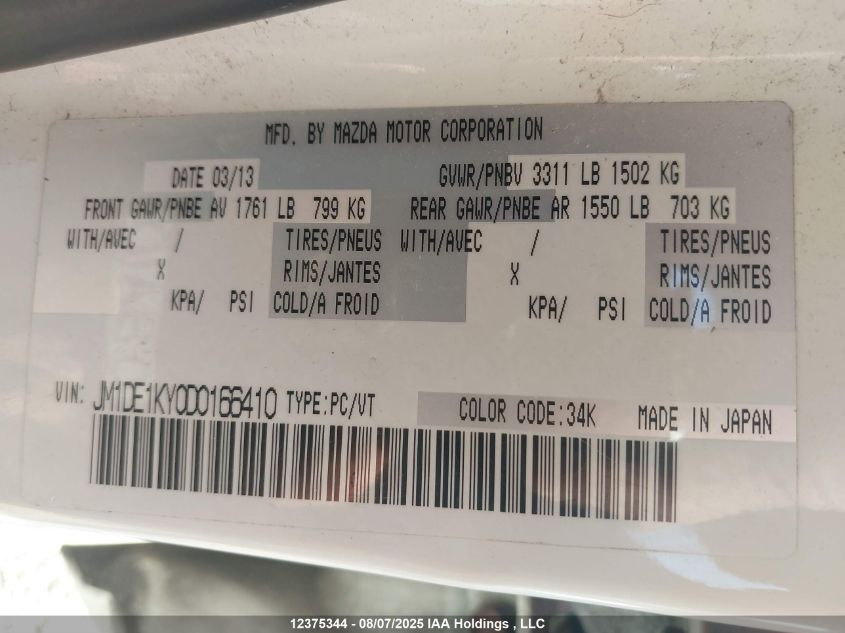 MFD. BY MAZDA MOTOR CORPORATION
DATE 03/13 GVWR/PNBV 3311 LB 1502 KG
FRONT GAWR/PNBE AV 1761 LB 799 KG REAR GAWR/PNBE AR 1550 LB 703 KG
WITH/AVEC / TIRES/PNEUS WITH/AVEC / TIRES/PNEUS
X RIMS/JANTES X RIMS/JANTES
KPA/ PSI COLD/A FROID KPA/ PSI COLD/A FROID
VIN: JM1DE1KY0D0166410 TYPE:PC/VT COLOR CODE:34K MADE IN JAPAN
12375344 - 08/07/2025 IAA Holdings , LLC